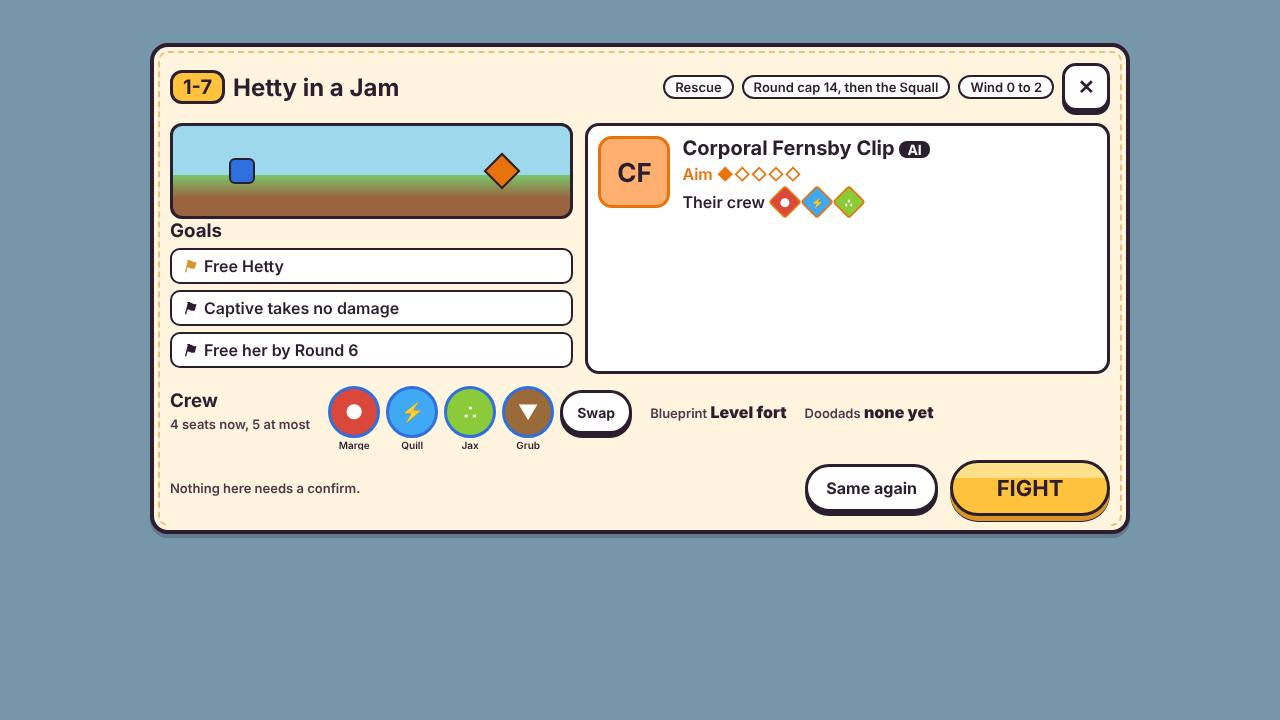 1-7 Hetty in a Jam
Rescue
Round cap 14, then the Squall
Wind 0 to 2
✕
Goals
Free Hetty
Captive takes no damage
Free her by Round 6
CF
Corporal Fernsby Clip AI
Aim
Their crew
Crew
4 seats now, 5 at most
Marge
Quill
Jax
Grub
Swap
Blueprint Level fort
Doodads none yet
Nothing here needs a confirm.
Same again
FIGHT